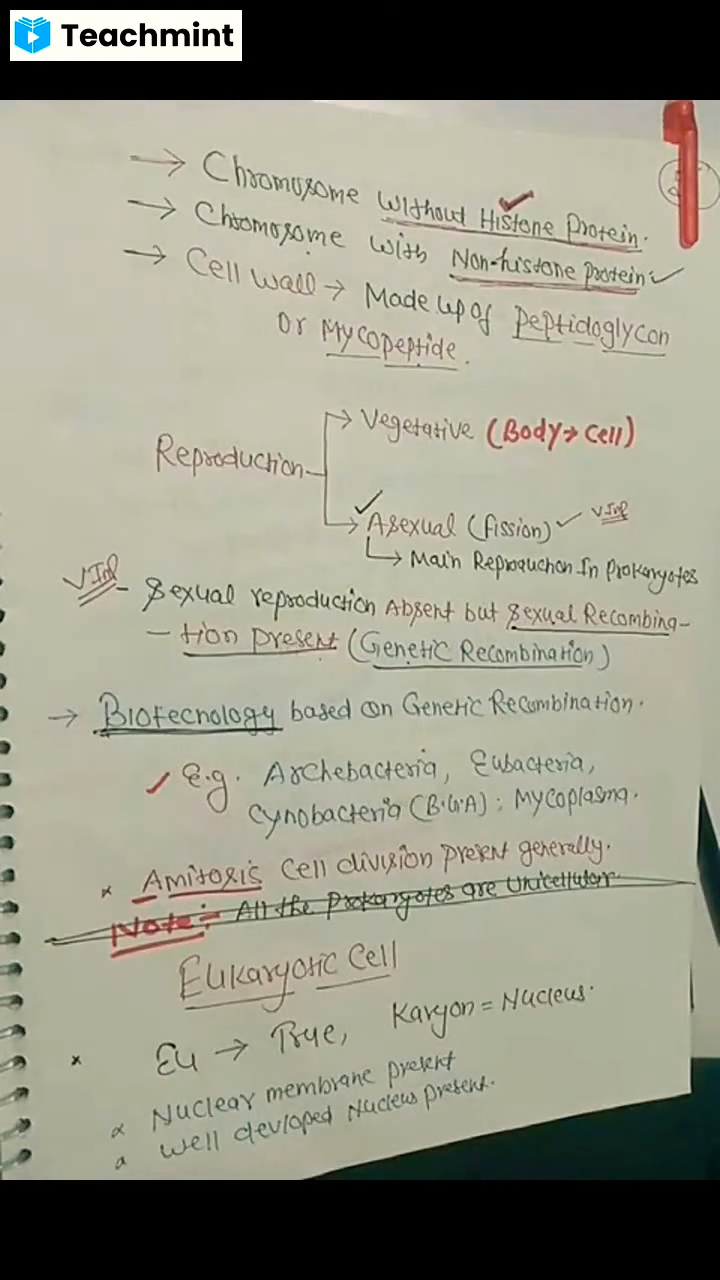 Teachmint
→ Chromosome without Histone Protein.
→ Chromosome with Non-histone protein
→ Cell wall → Made up of Peptidoglycan
or Mycopeptide.
Reproduction
→ Vegetative (Body → Cell)
→ Asexual (Fission) V.Imp
→ Main Reproduction In Prokaryotes
V Imp - Sexual reproduction Absent but Sexual Recombina-
-tion present (Genetic Recombination)
→ Biotecnology based on Genetic Recombination.
E.g. Archebacteria, Eubacteria,
Cynobacteria (B.G.A); Mycoplasma.
× Amitosis cell division present generally.
Note:- All the prokaryotes are Unicellular.
Eukaryotic Cell
× Eu → True, Karyon = Nucleus.
Nuclear membrane present
well devloped Nucleus present.